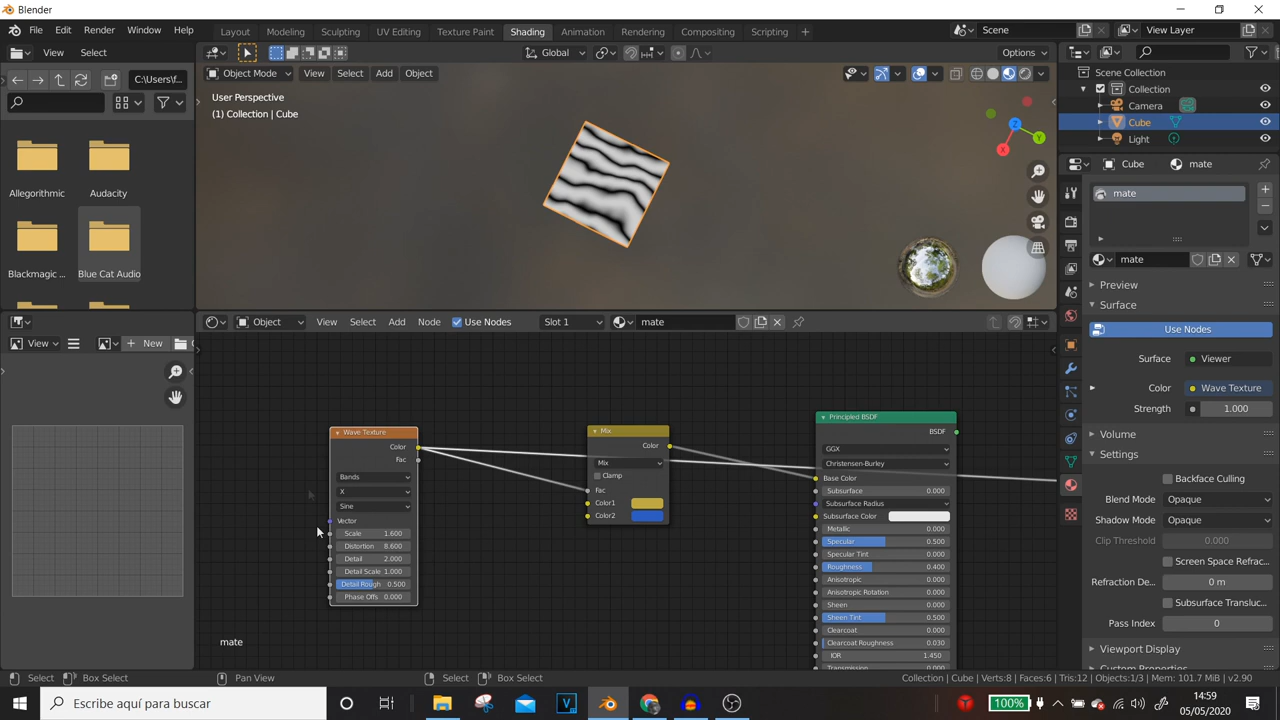 Blender
File Edit Render Window Help
Layout Modeling Sculpting UV Editing Texture Paint Shading Animation Rendering Compositing Scripting
Scene
View Layer
View Select
Global
Options
C:\Users\f...
Object Mode View Select Add Object
User Perspective
(1) Collection | Cube
Allegorithmic
Audacity
Blackmagic ...
Blue Cat Audio
X
Y
Z
Scene Collection
Collection
Camera
Cube
Light
Cube
mate
mate
mate
Preview
Surface
Use Nodes
Surface
Viewer
Color
Wave Texture
Strength
1.000
Volume
Settings
Backface Culling
Blend Mode
Opaque
Shadow Mode
Opaque
Clip Threshold
0.000
Screen Space Refrac...
Refraction De...
0 m
Subsurface Transluc...
Pass Index
0
Viewport Display
Custom Properties
View
New
Object View Select Add Node Use Nodes Slot 1 mate
Wave Texture
Color
Fac
Bands
X
Sine
Vector
Scale 1.600
Distortion 8.600
Detail 2.000
Detail Scale 1.000
Detail Rough 0.500
Phase Offs 0.000
Mix
Color
Mix
Clamp
Fac
Color1
Color2
Principled BSDF
BSDF
GGX
Christensen-Burley
Base Color
Subsurface 0.000
Subsurface Radius
Subsurface Color
Metallic 0.000
Specular 0.500
Specular Tint 0.000
Roughness 0.400
Anisotropic 0.000
Anisotropic Rotation 0.000
Sheen 0.000
Sheen Tint 0.500
Clearcoat 0.000
Clearcoat Roughness 0.030
IOR 1.450
Transmission 0.000
mate
Select Box Select Pan View Select Box Select
Collection | Cube | Verts:8 | Faces:6 | Tris:12 | Objects:1/3 | Mem: 101.7 MiB | v2.90
Escribe aquí para buscar
100%
14:59
05/05/2020